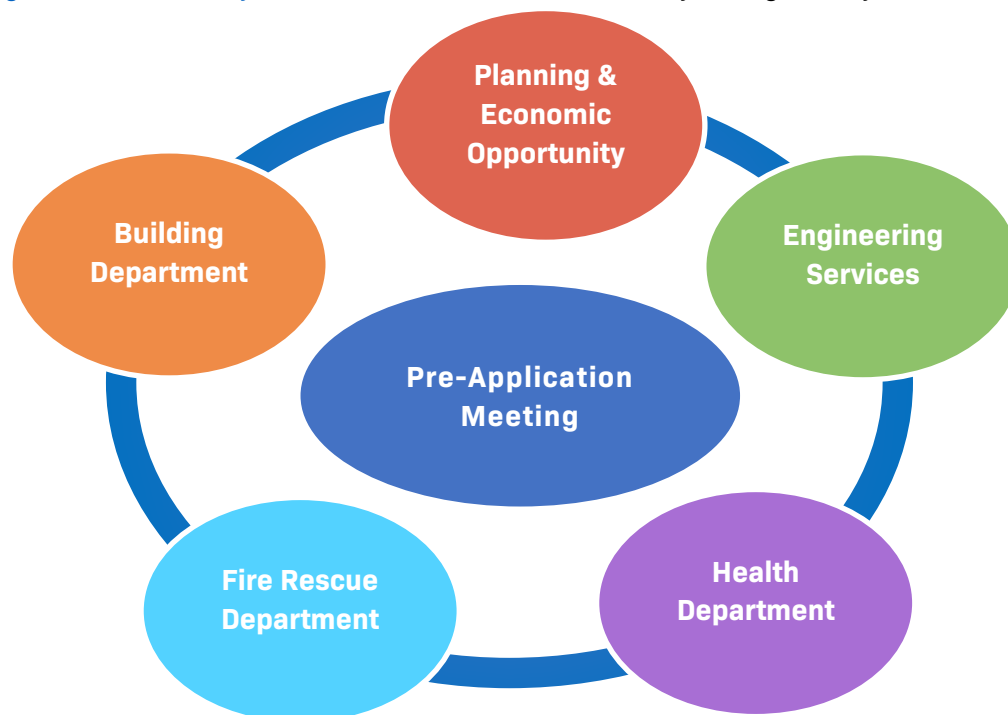 Planning &
Economic
Opportunity
Building
Department
Engineering
Services
Pre-Application
Meeting
Fire Rescue
Department
Health
Department